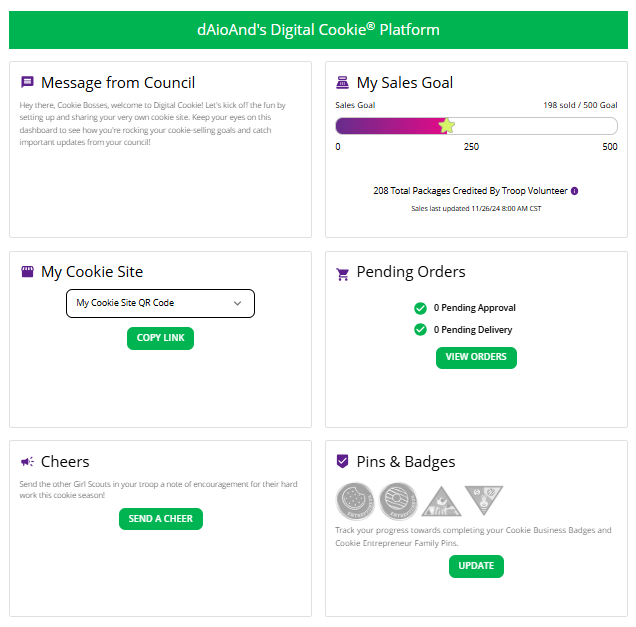 dAioAnd's Digital Cookie® Platform
Message from Council
Hey there, Cookie Bosses, welcome to Digital Cookie! Let's kick off the fun by
setting up and sharing your very own cookie site. Keep your eyes on this
dashboard to see how you're rocking your cookie-selling goals and catch
important updates from your council!
My Sales Goal
Sales Goal 198 sold / 500 Goal
0 250 500
208 Total Packages Credited By Troop Volunteer
Sales last updated 11/26/24 8:00 AM CST
My Cookie Site
My Cookie Site QR Code
COPY LINK
Pending Orders
0 Pending Approval
0 Pending Delivery
VIEW ORDERS
Cheers
Send the other Girl Scouts in your troop a note of encouragement for their hard
work this cookie season!
SEND A CHEER
Pins & Badges
Track your progress towards completing your Cookie Business Badges and
Cookie Entrepreneur Family Pins.
UPDATE